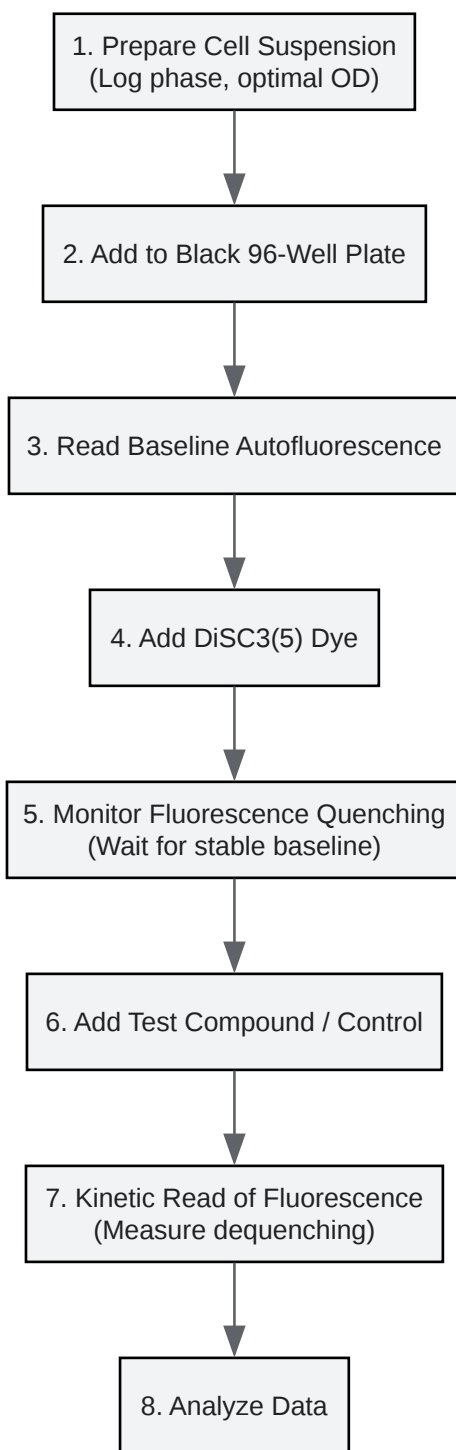 1. Prepare Cell Suspension
(Log phase, optimal OD)
2. Add to Black 96-Well Plate
3. Read Baseline Autofluorescence
4. Add DiSC3(5) Dye
5. Monitor Fluorescence Quenching
(Wait for stable baseline)
6. Add Test Compound / Control
7. Kinetic Read of Fluorescence
(Measure dequenching)
8. Analyze Data